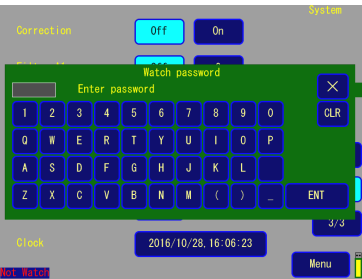 System
Correction Off On
Watch password
Enter password
1 2 3 4 5 6 7 8 9 0 CLR
Q W E R T Y U I O P
A S D F G H J K L
Z X C V B N M ( ) _ ENT
3/3
Clock 2016/10/28,16:06:23
Not Watch Menu